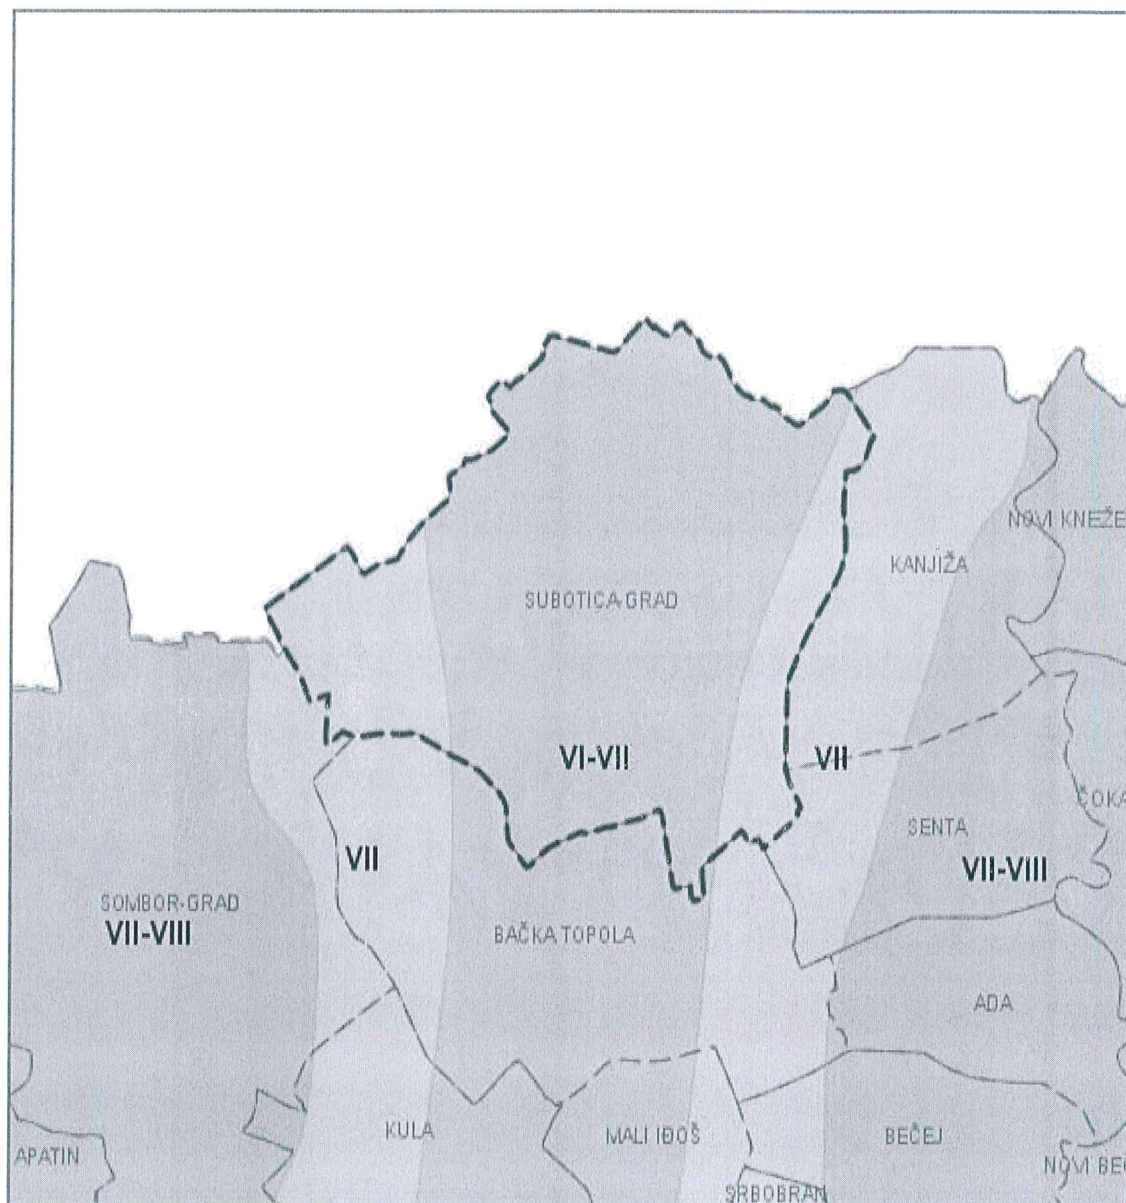 NOVI KNEŽE
KANJIŽA
SUBOTICA-GRAD
VI-VII
VII
ČOKA
SENTA
VII
VII-VIII
SOMBOR-GRAD
VII-VIII
BAČKA TOPOLA
ADA
KULA
MALI IĐOŠ
BEČEJ
APATIN
NOVI BEČ
SRBOBRAN